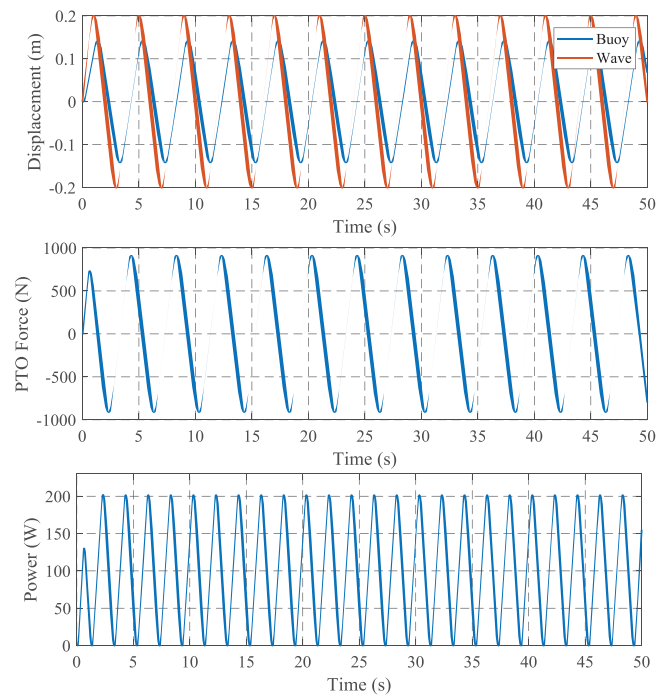 0.2
0.1
0
-0.1
-0.2
Displacement (m)
Buoy
Wave
0 5 10 15 20 25 30 35 40 45 50
Time (s)
1000
500
0
-500
-1000
PTO Force (N)
0 5 10 15 20 25 30 35 40 45 50
Time (s)
200
150
100
50
0
Power (W)
0 5 10 15 20 25 30 35 40 45 50
Time (s)